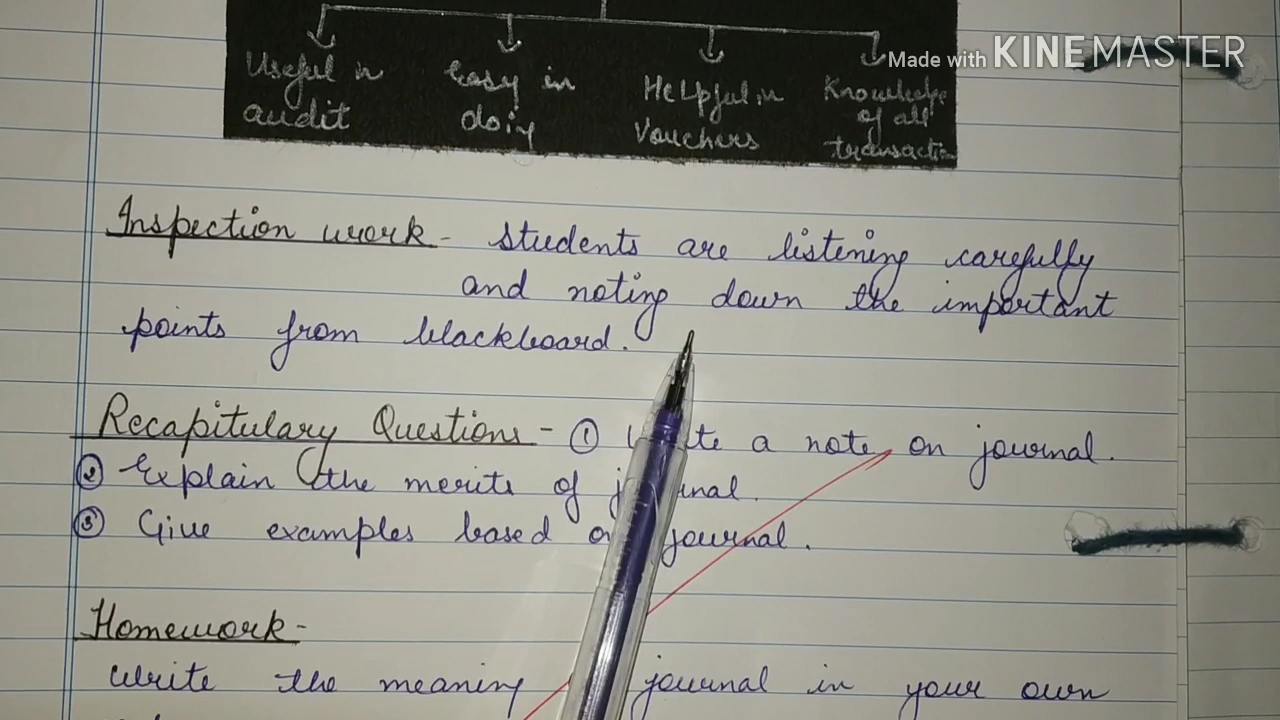 Made with KINEMASTER
Useful in audit
Easy in doing
Helpful in Vouchers
Knowledge of all transaction
Inspection work - students are listening carefully
and noting down the important
points from blackboard.
Recapitulary Questions - ① a note on journal.
② Explain the merits of
③ Give examples based journal.
Homework -
Write the meaning journal in your own